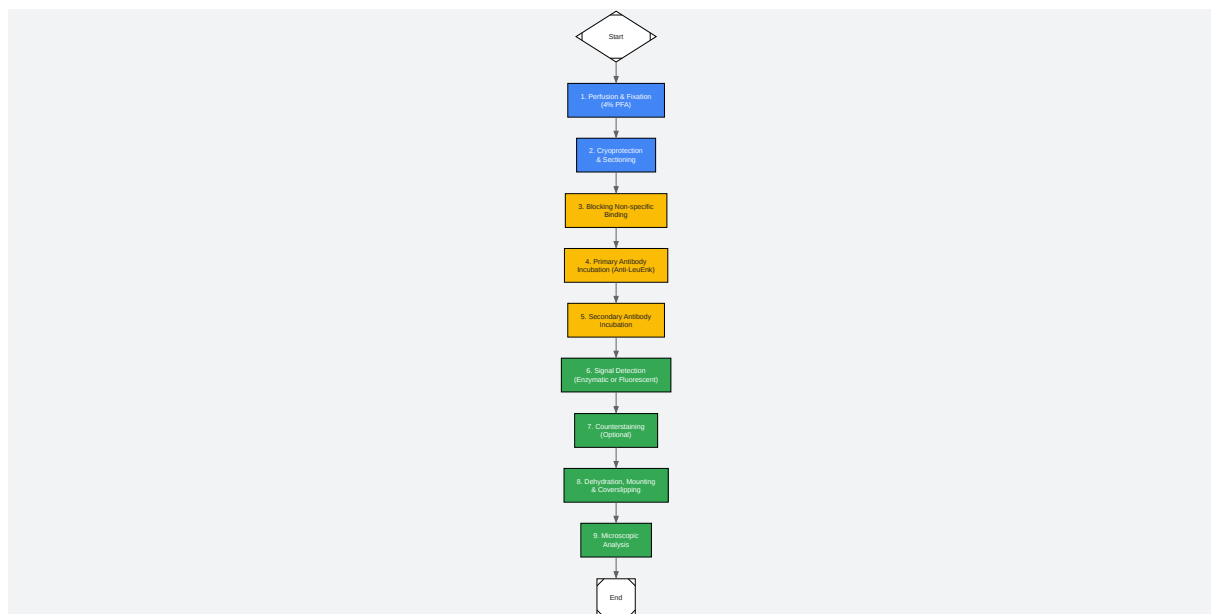 Start
1. Perfusion & Fixation
(4% PFA)
2. Cryoprotection
& Sectioning
3. Blocking Non-specific
Binding
4. Primary Antibody
Incubation (Anti-LeuEnk)
5. Secondary Antibody
Incubation
6. Signal Detection
(Enzymatic or Fluorescent)
7. Counterstaining
(Optional)
8. Dehydration, Mounting
& Coverslipping
9. Microscopic
Analysis
End